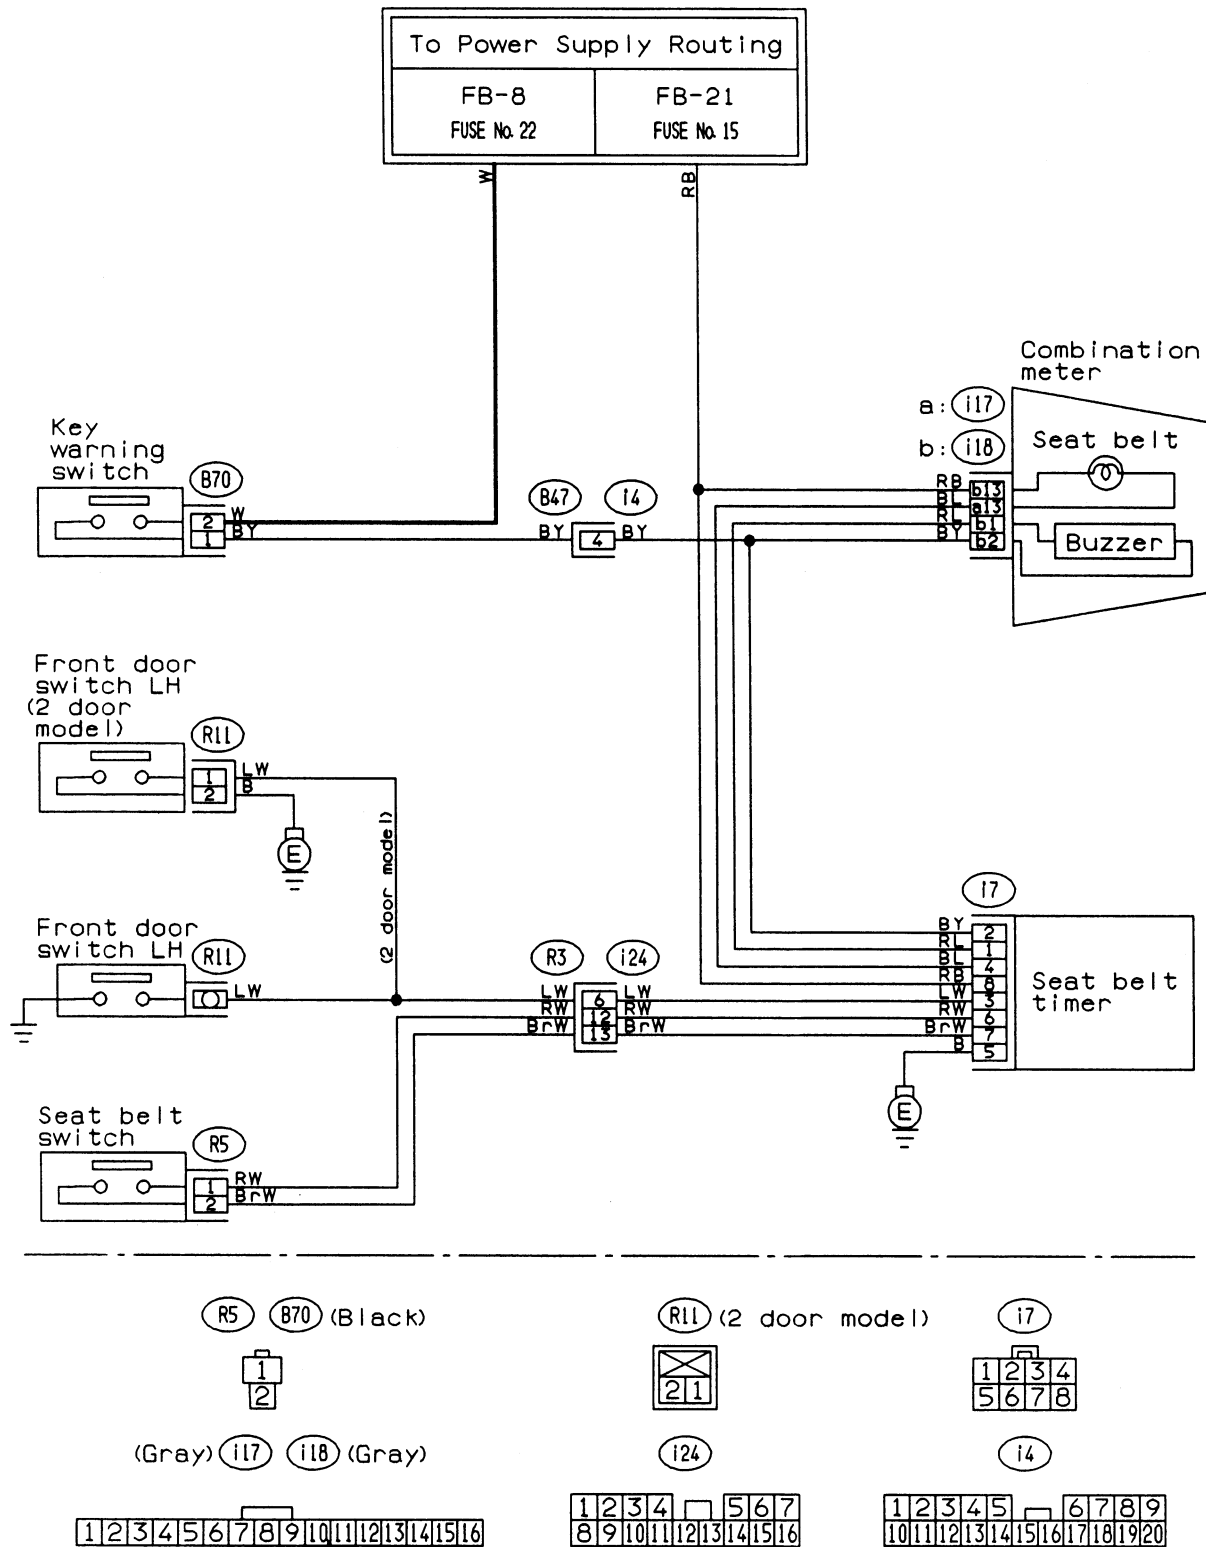 To Power Supply Routing
FB-8
FUSE No. 22
FB-21
FUSE No. 15
W
RB
Combination
meter
a: i17
b: i18
Seat belt
Buzzer
RB
BL
RL
BY
b13
a13
b1
b2
Key
warning
switch
B70
2
1
W
BY
B47
i4
BY
4
BY
Front door
switch LH
(2 door
model)
R11
1
2
LW
B
E
(2 door model)
Front door
switch LH
R11
LW
R3
i24
LW
RW
BrW
6
12
13
LW
RW
BrW
i7
BY
RL
BL
RB
LW
RW
BrW
B
2
1
4
8
3
6
7
5
Seat belt
timer
E
Seat belt
switch
R5
1
2
RW
BrW
R5 B70 (Black)
1
2
R11 (2 door model)
2 1
i7
1 2 3 4
5 6 7 8
(Gray) i17 i18 (Gray)
1 2 3 4 5 6 7 8 9 10 11 12 13 14 15 16
i24
1 2 3 4 5 6 7
8 9 10 11 12 13 14 15 16
i4
1 2 3 4 5 6 7 8 9
10 11 12 13 14 15 16 17 18 19 20